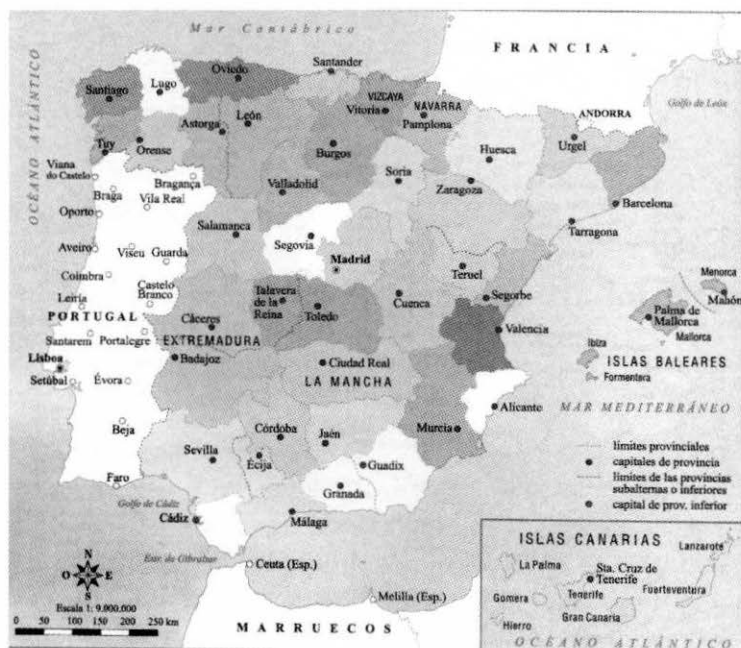 Mar Cantábrico
FRANCIA
OCÉANO ATLÁNTICO
Santiago
Lugo
Oviedo
Santander
VIZCAYA
Vitoria
NAVARRA
Pamplona
ANDORRA
Golfo de León
Astorga
León
Burgos
Huesca
Urgel
Tuy
Orense
Viana
do Castelo
Bragança
Braga
Vila Real
Oporto
Valladolid
Soria
Zaragoza
Barcelona
Tarragona
Salamanca
Segovia
Madrid
Aveiro
Viseu
Guarda
Coimbra
Castelo
Branco
Leiría
PORTUGAL
Santarem
Portalegre
Lisboa
Setúbal
Évora
Beja
Faro
Teruel
Segorbe
Talavera
de la
Reina
Toledo
Cuenca
Valencia
Cáceres
EXTREMADURA
Badajoz
Ciudad Real
LA MANCHA
Menorca
Mahón
Palma de
Mallorca
Mallorca
Ibiza
ISLAS BALEARES
Formentera
MAR MEDITERRÁNEO
Alicante
Murcia
Córdoba
Jaén
Sevilla
Écija
Guadix
Granada
Golfo de Cádiz
Cádiz
Málaga
Estr. de Gibraltar
Ceuta (Esp.)
Melilla (Esp.)
MARRUECOS
límites provinciales
capitales de provincia
límites de las provincias
subalternas o inferiores
capital de prov. inferior
N
O
E
S
Escala 1: 9.000.000
0 50 100 150 200 250 km
ISLAS CANARIAS
Lanzarote
La Palma
Sta. Cruz de
Tenerife
Tenerife
Fuerteventura
Gomera
Gran Canaria
Hierro
OCÉANO ATLÁNTICO